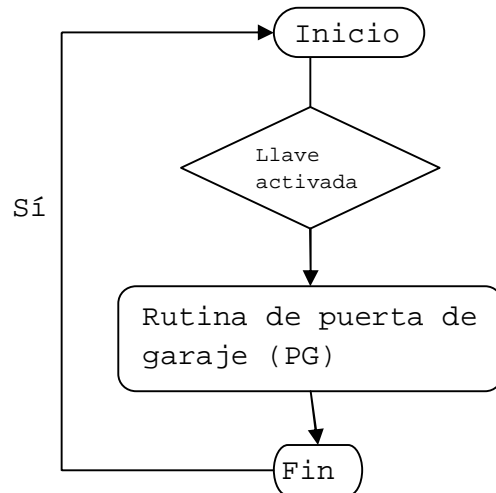 Inicio
Llave
activada
Sí
Rutina de puerta de
garaje (PG)
Fin